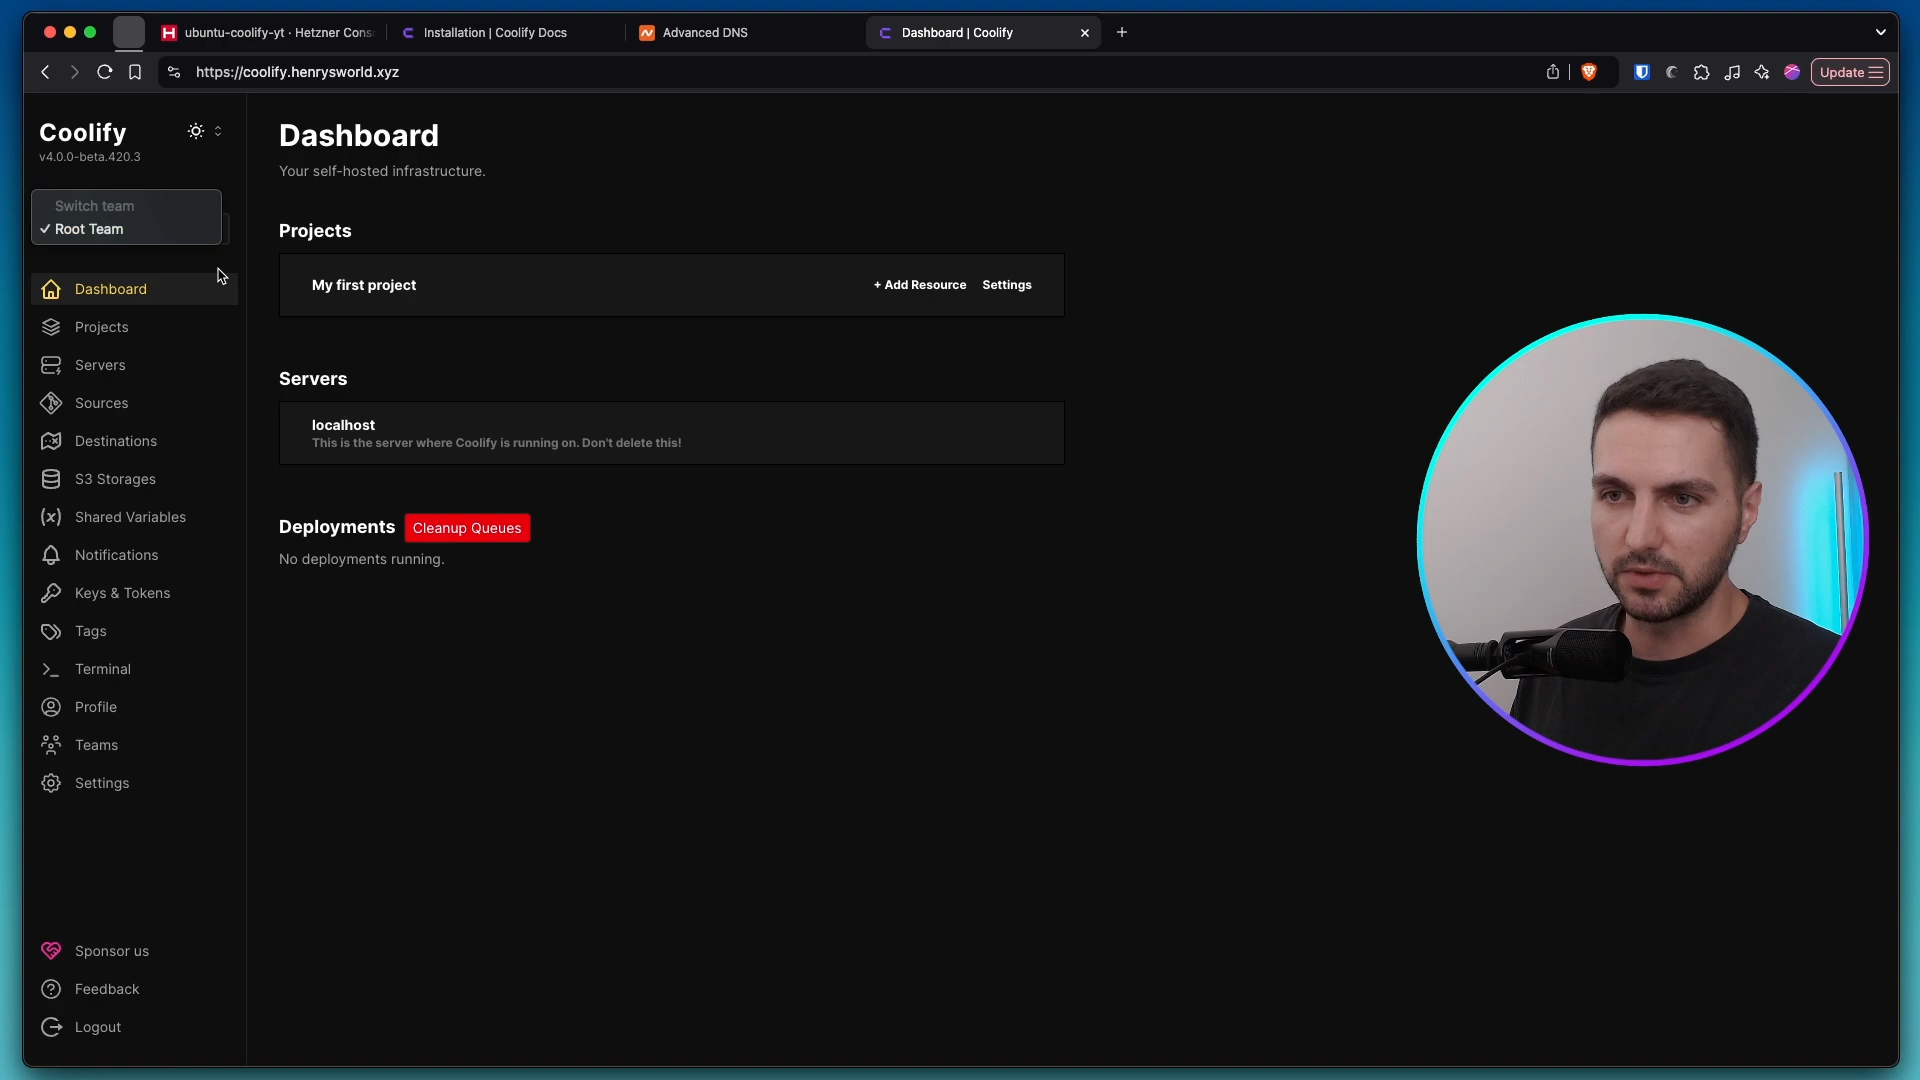 ubuntu-coolify-yt · Hetzner Cons
Installation | Coolify Docs
Advanced DNS
Dashboard | Coolify
https://coolify.henrysworld.xyz
Update
Coolify
v4.0.0-beta.420.3
Switch team
✓ Root Team
Dashboard
Projects
Servers
Sources
Destinations
S3 Storages
Shared Variables
Notifications
Keys & Tokens
Tags
Terminal
Profile
Teams
Settings
Sponsor us
Feedback
Logout
Dashboard
Your self-hosted infrastructure.
Projects
My first project
+ Add Resource Settings
Servers
localhost
This is the server where Coolify is running on. Don't delete this!
Deployments Cleanup Queues
No deployments running.